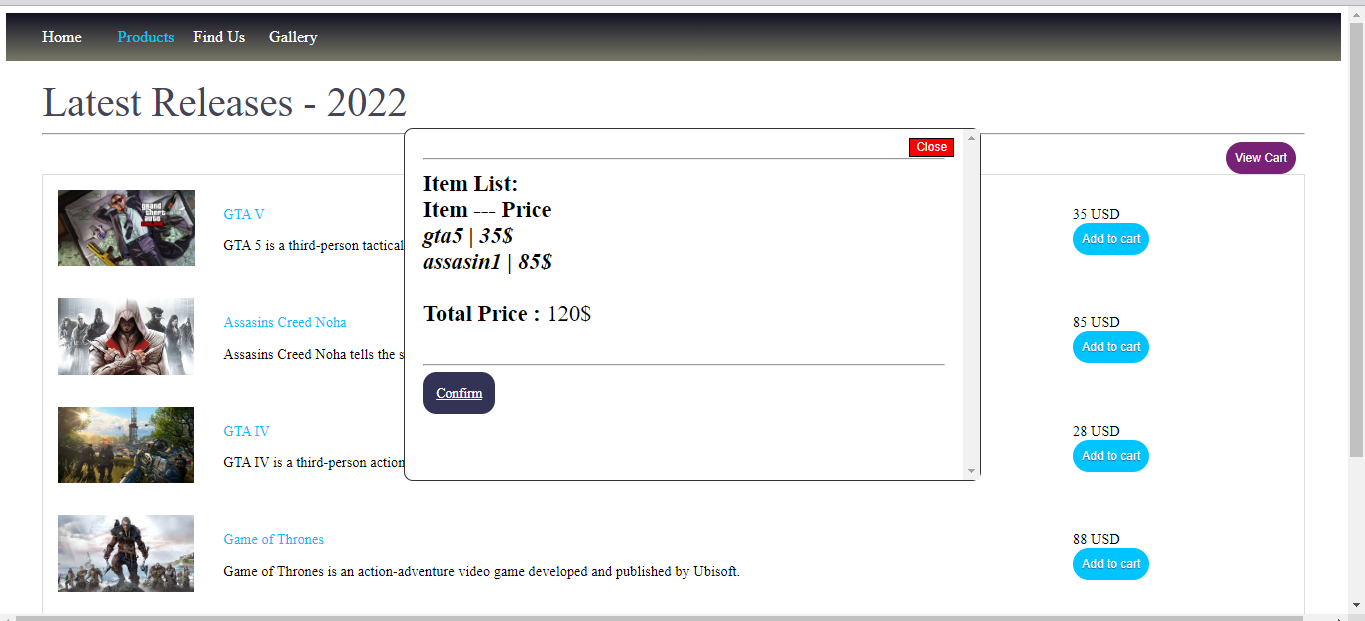 Home Products Find Us Gallery
Latest Releases - 2022
View Cart
Close
Item List:
Item --- Price
gta5 | 35$
assasin1 | 85$
Total Price : 120$
Confirm
grand
theft
auto
GTA V
GTA 5 is a third-person tactical
35 USD
Add to cart
Assasins Creed Noha
Assasins Creed Noha tells the s
85 USD
Add to cart
GTA IV
GTA IV is a third-person action
28 USD
Add to cart
Game of Thrones
Game of Thrones is an action-adventure video game developed and published by Ubisoft.
88 USD
Add to cart